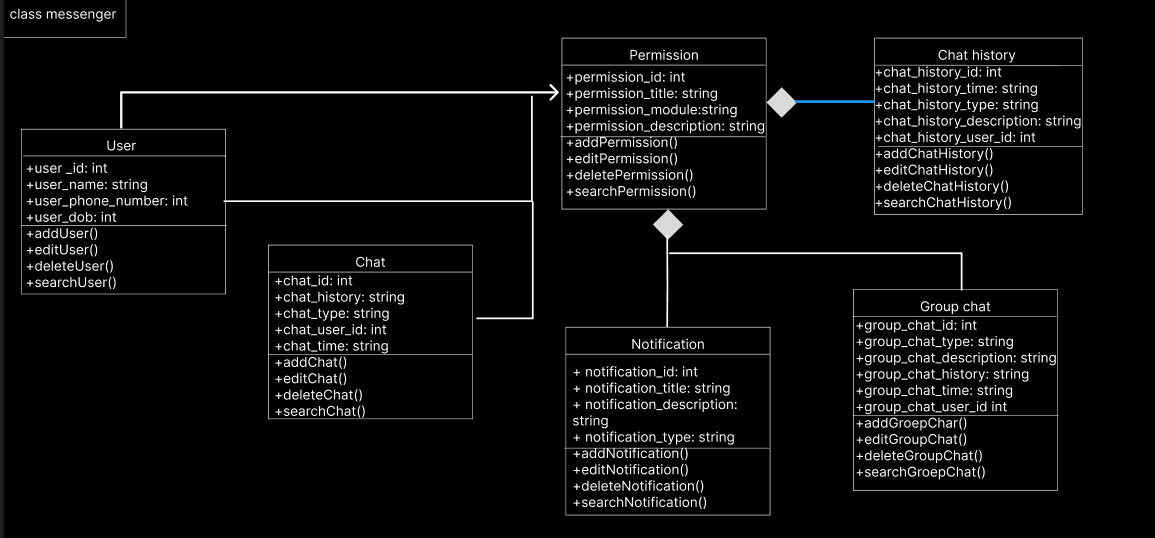 class messenger
User
+user _id: int
+user_name: string
+user_phone_number: int
+user_dob: int
+addUser()
+editUser()
+deleteUser()
+searchUser()
Chat
+chat_id: int
+chat_history: string
+chat_type: string
+chat_user_id: int
+chat_time: string
+addChat()
+editChat()
+deleteChat()
+searchChat()
Permission
+permission_id: int
+permission_title: string
+permission_module:string
+permission_description: string
+addPermission()
+editPermission()
+deletePermission()
+searchPermission()
Notification
+ notification_id: int
+ notification_title: string
+ notification_description:
string
+ notification_type: string
+addNotification()
+editNotification()
+deleteNotification()
+searchNotification()
Chat history
+chat_history_id: int
+chat_history_time: string
+chat_history_type: string
+chat_history_description: string
+chat_history_user_id: int
+addChatHistory()
+editChatHistory()
+deleteChatHistory()
+searchChatHistory()
Group chat
+group_chat_id: int
+group_chat_type: string
+group_chat_description: string
+group_chat_history: string
+group_chat_time: string
+group_chat_user_id int
+addGroepChar()
+editGroupChat()
+deleteGroupChat()
+searchGroepChat()